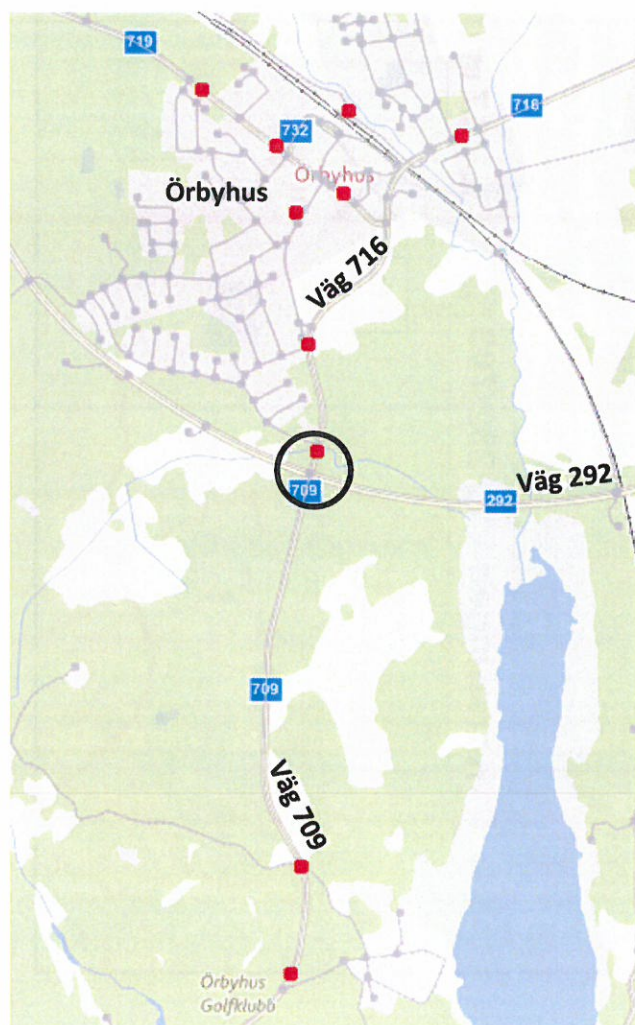 719
732
716
Örbyhus
Örbyhus
Väg 716
709
292
Väg 292
709
Väg 709
Örbyhus
Golfklubb